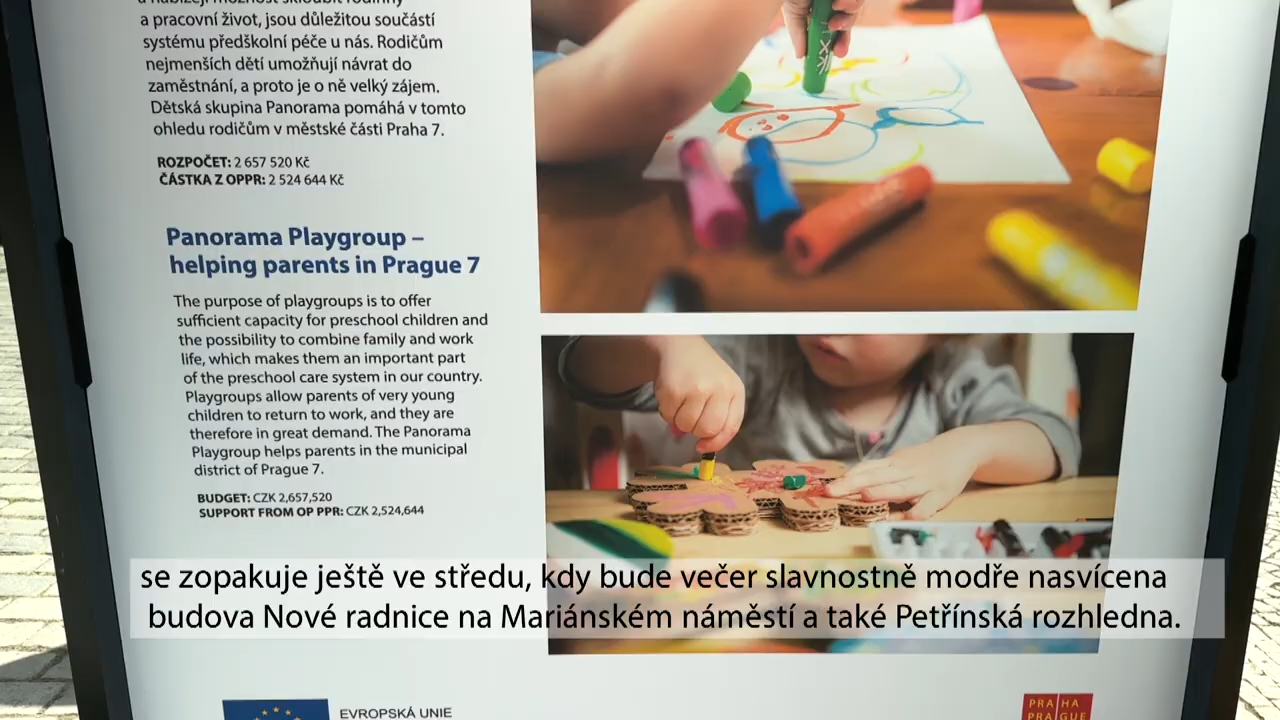 a pracovní život, jsou důležitou součástí
systému předškolní péče u nás. Rodičům
nejmenších dětí umožňují návrat do
zaměstnání, a proto je o ně velký zájem.
Dětská skupina Panorama pomáhá v tomto
ohledu rodičům v městské části Praha 7.
ROZPOČET: 2 657 520 Kč
ČÁSTKA Z OPPR: 2 524 644 Kč
Panorama Playgroup –
helping parents in Prague 7
The purpose of playgroups is to offer
sufficient capacity for preschool children and
the possibility to combine family and work
life, which makes them an important part
of the preschool care system in our country.
Playgroups allow parents of very young
children to return to work, and they are
therefore in great demand. The Panorama
Playgroup helps parents in the municipal
district of Prague 7.
BUDGET: CZK 2,657,520
SUPPORT FROM OP PPR: CZK 2,524,644
se zopakuje ještě ve středu, kdy bude večer slavnostně modře nasvícena
budova Nové radnice na Mariánském náměstí a také Petřínská rozhledna.
EVROPSKÁ UNIE
PRA HA
PRA GUE